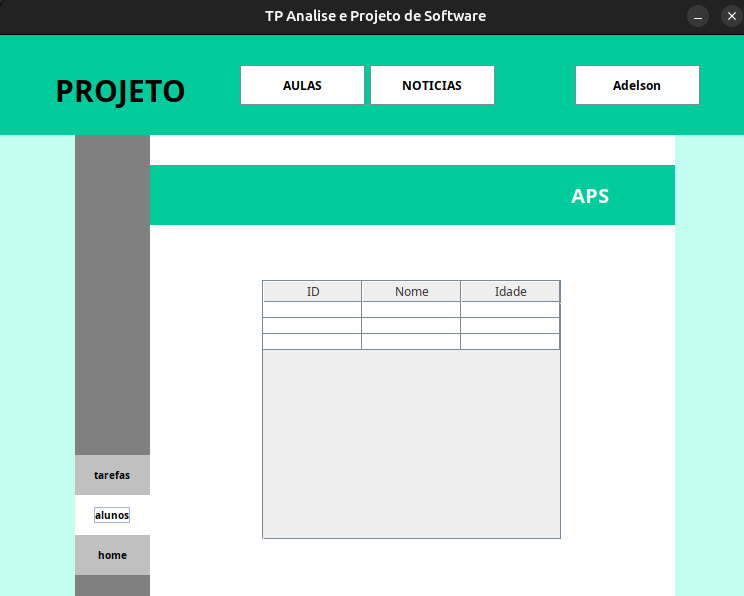 TP Analise e Projeto de Software
PROJETO
AULAS
NOTICIAS
Adelson
APS
ID Nome Idade
tarefas
alunos
home